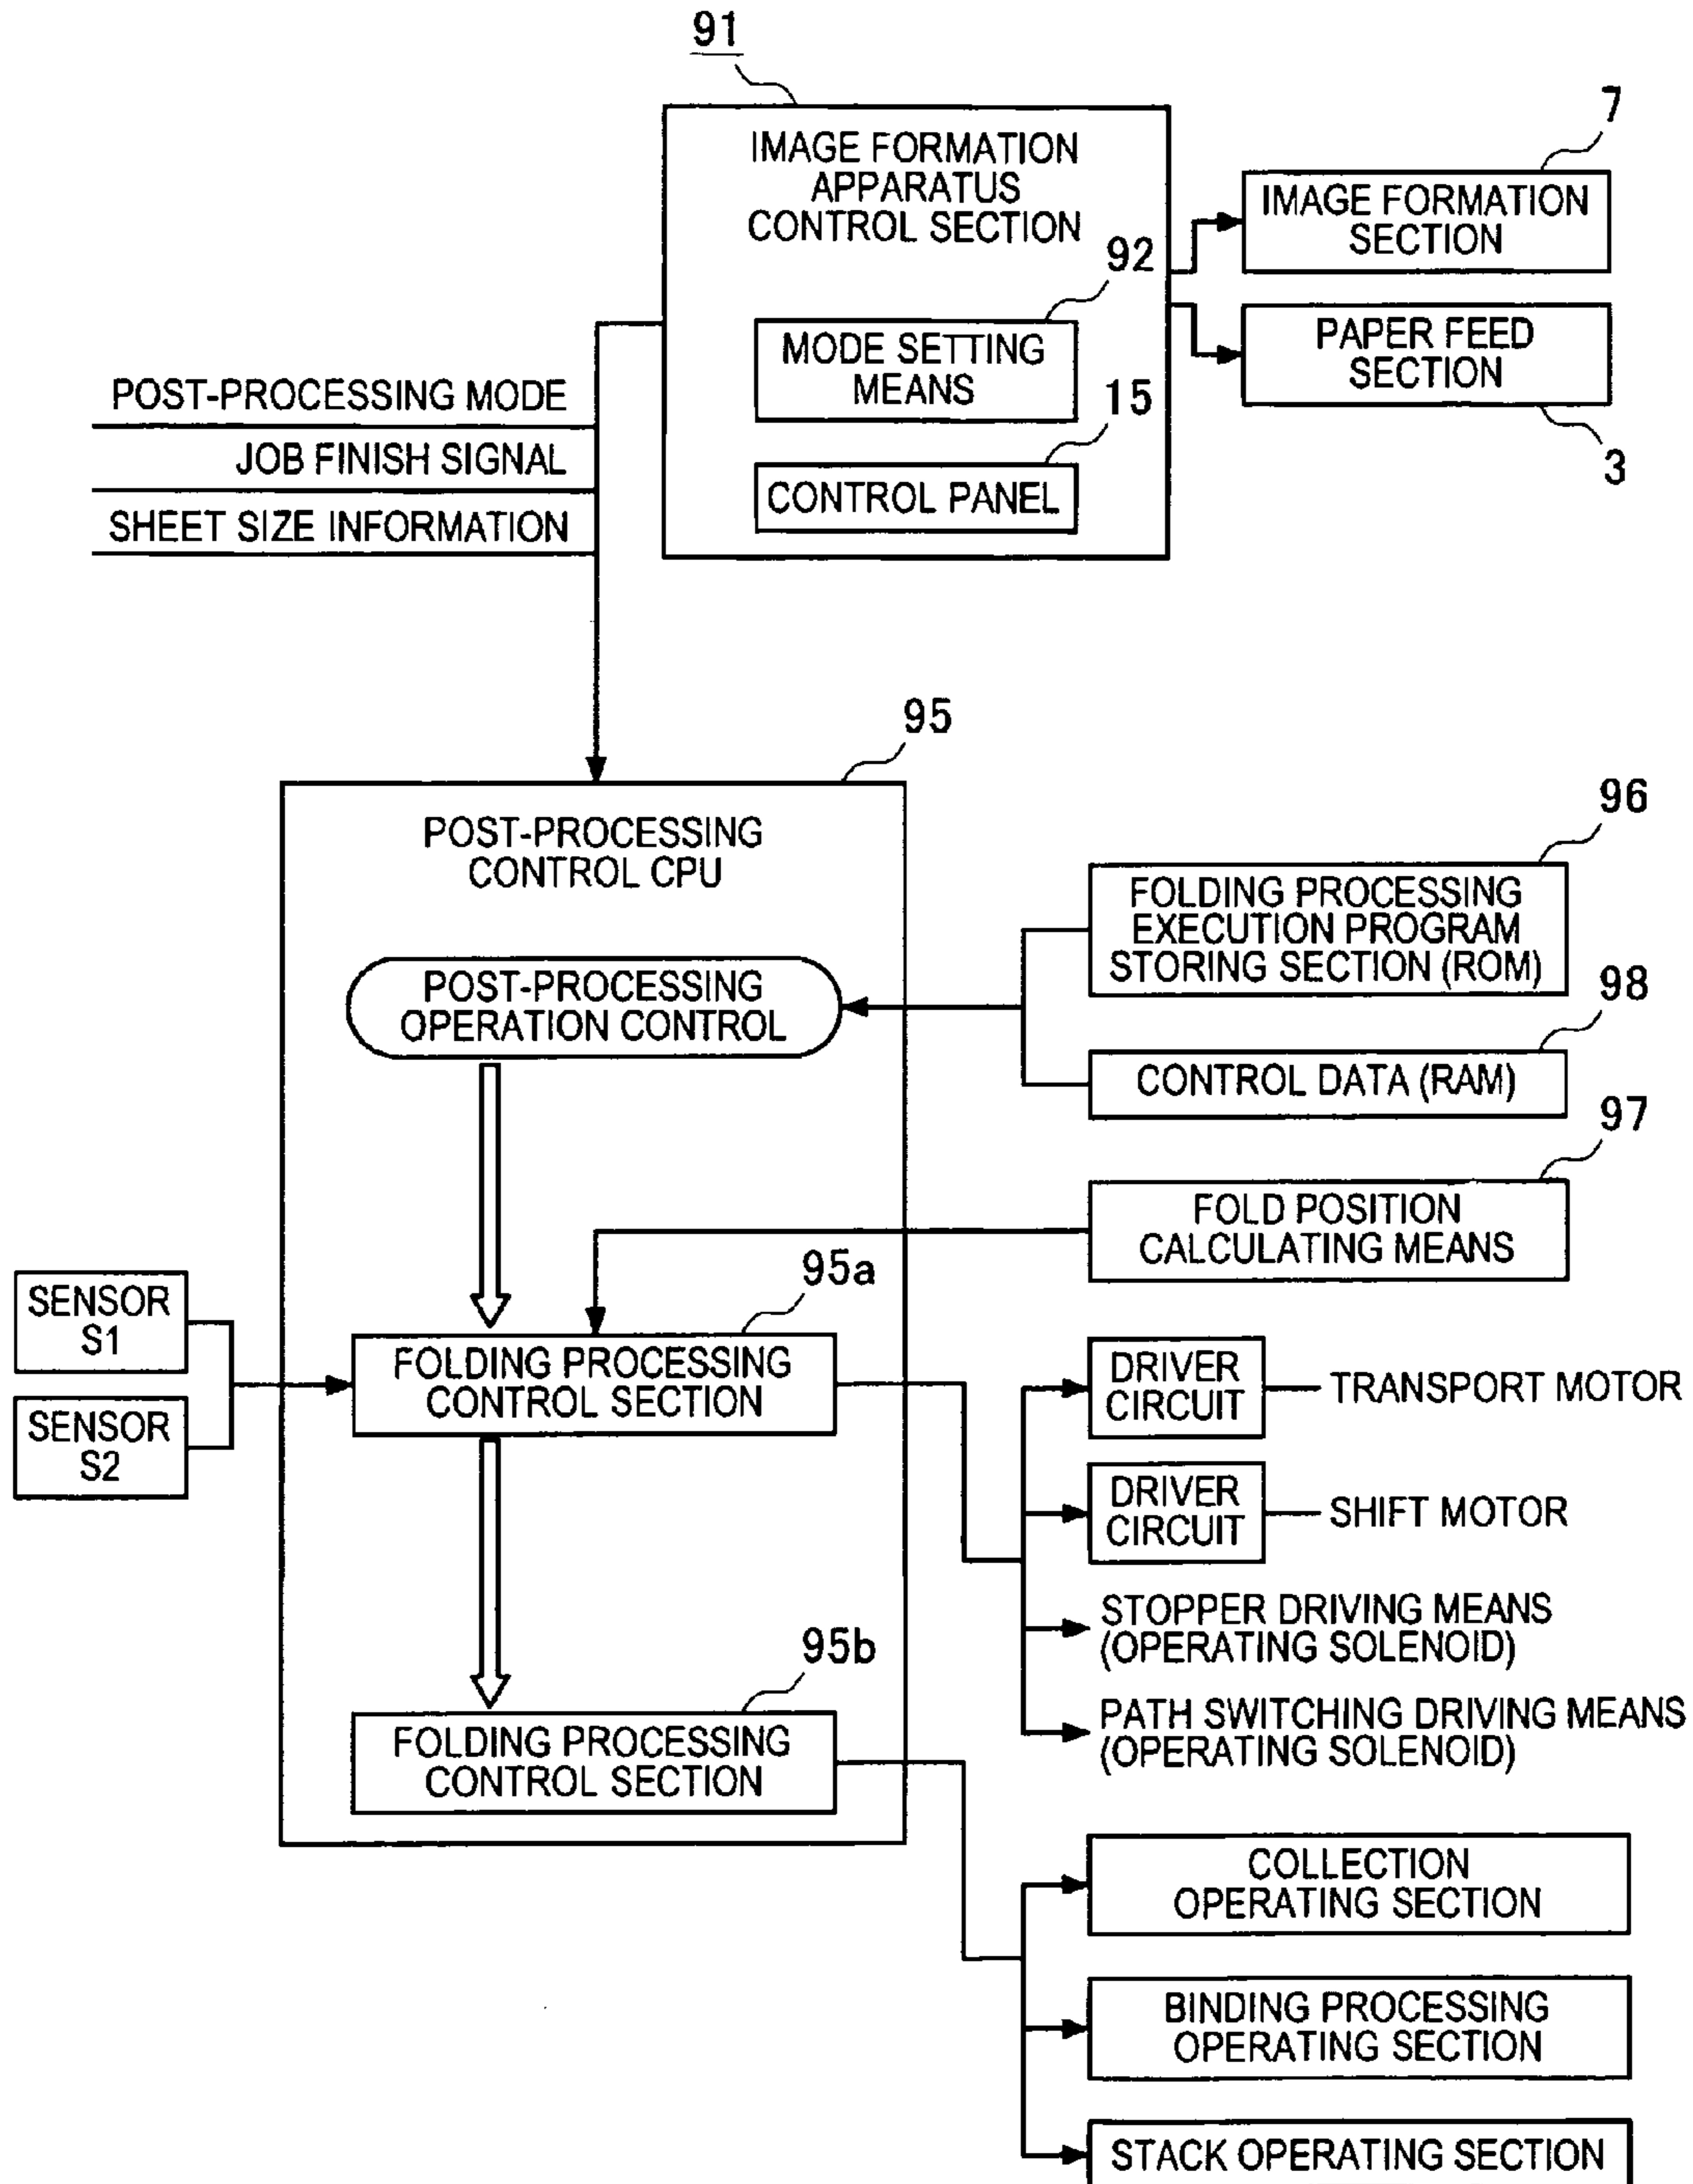 91
IMAGE FORMATION
APPARATUS
CONTROL SECTION
92
MODE SETTING
MEANS
15
CONTROL PANEL
7
IMAGE FORMATION
SECTION
PAPER FEED
SECTION
3
POST-PROCESSING MODE
JOB FINISH SIGNAL
SHEET SIZE INFORMATION
95
POST-PROCESSING
CONTROL CPU
POST-PROCESSING
OPERATION CONTROL
96
FOLDING PROCESSING
EXECUTION PROGRAM
STORING SECTION (ROM)
98
CONTROL DATA (RAM)
97
FOLD POSITION
CALCULATING MEANS
SENSOR
S1
SENSOR
S2
95a
FOLDING PROCESSING
CONTROL SECTION
DRIVER
CIRCUIT
TRANSPORT MOTOR
DRIVER
CIRCUIT
SHIFT MOTOR
STOPPER DRIVING MEANS
(OPERATING SOLENOID)
PATH SWITCHING DRIVING MEANS
(OPERATING SOLENOID)
95b
FOLDING PROCESSING
CONTROL SECTION
COLLECTION
OPERATING SECTION
BINDING PROCESSING
OPERATING SECTION
STACK OPERATING SECTION